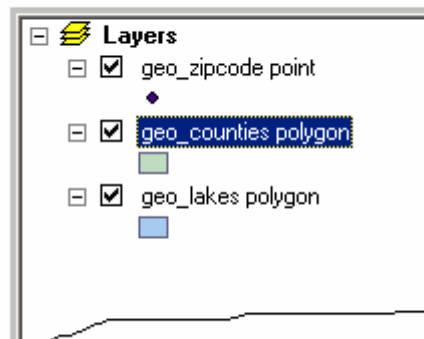 Layers
geo_zipcode point
geo_counties polygon
geo_lakes polygon